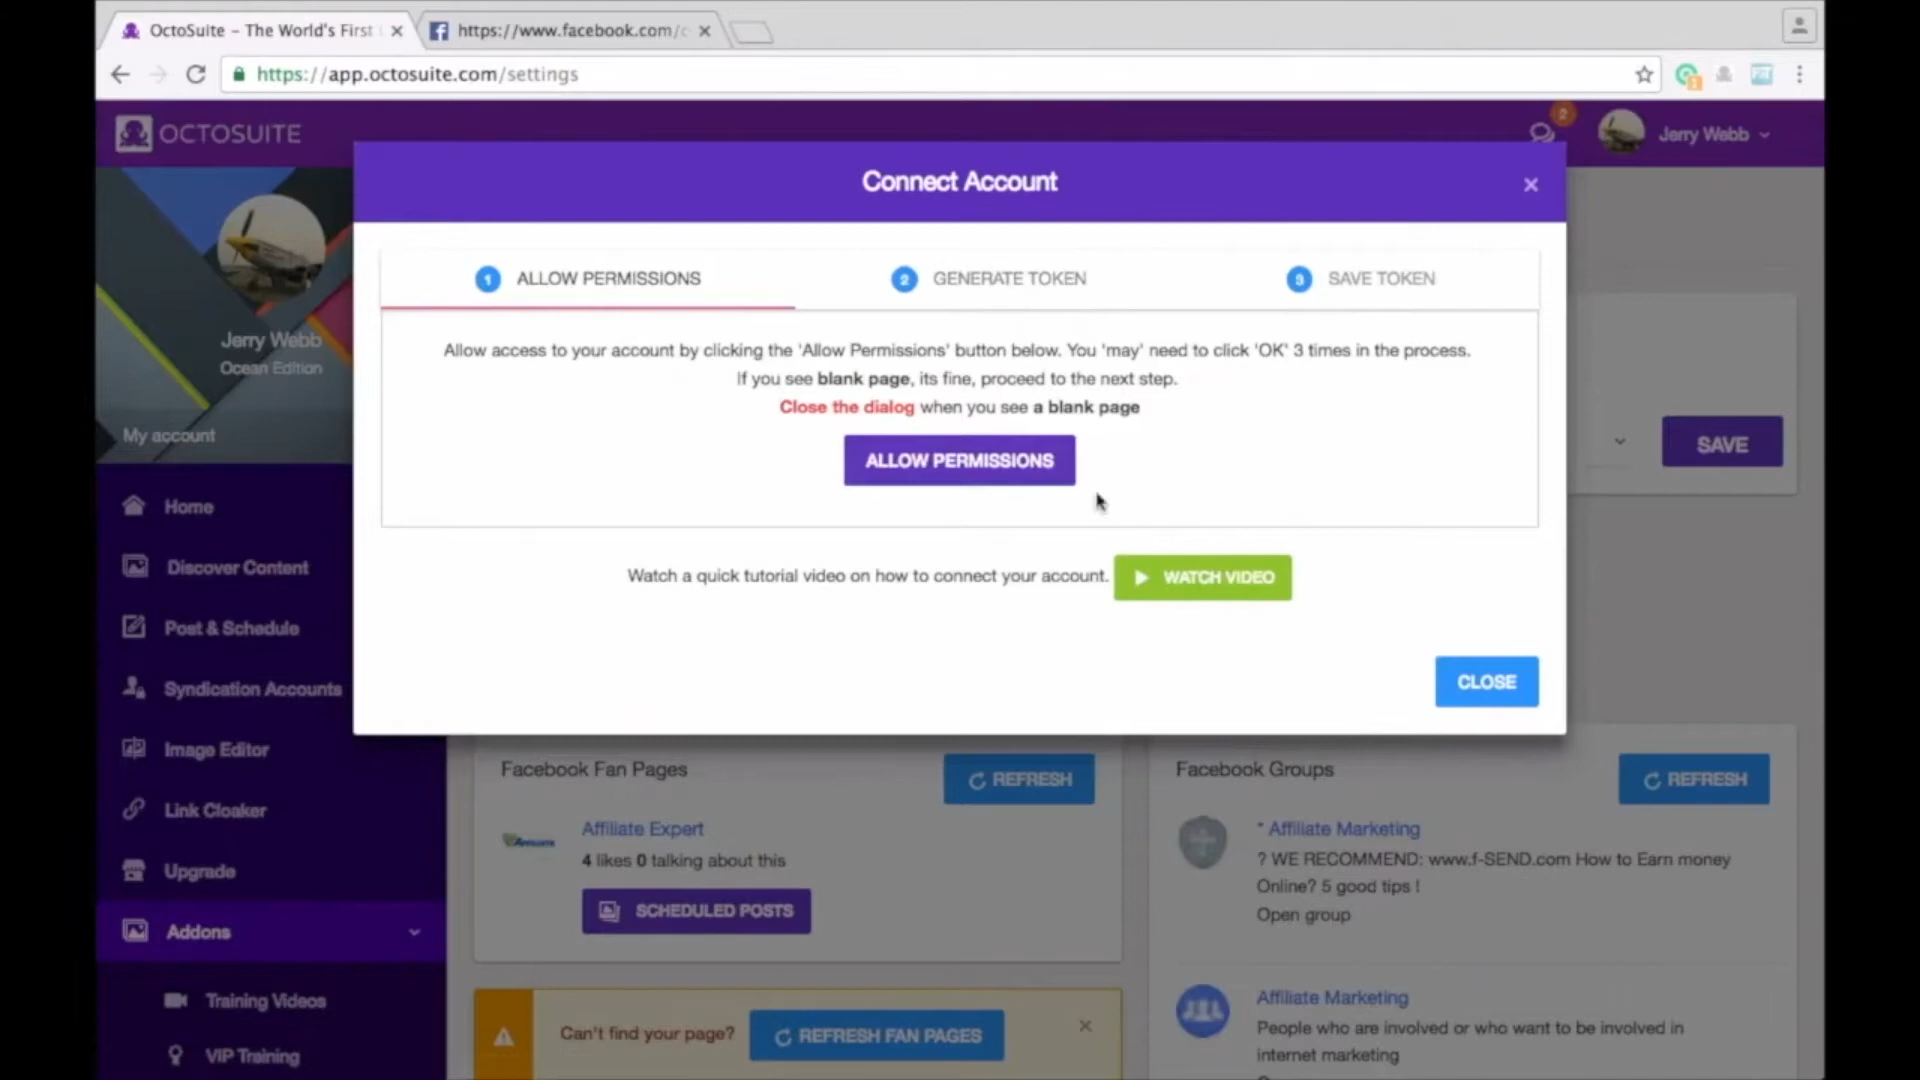 OctoSuite – The World's First
https://www.facebook.com/c
https://app.octosuite.com/settings
OCTOSUITE
2
Jerry Webb
Connect Account
×
Jerry Webb
Ocean Edition
My account
1 ALLOW PERMISSIONS
2 GENERATE TOKEN
3 SAVE TOKEN
Allow access to your account by clicking the 'Allow Permissions' button below. You 'may' need to click 'OK' 3 times in the process.
If you see blank page, its fine, proceed to the next step.
Close the dialog when you see a blank page
ALLOW PERMISSIONS
SAVE
Watch a quick tutorial video on how to connect your account.
WATCH VIDEO
CLOSE
Home
Discover Content
Post & Schedule
Syndication Accounts
Image Editor
Link Cloaker
Upgrade
Addons
Training Videos
VIP Training
Facebook Fan Pages
REFRESH
Affiliate Expert
4 likes 0 talking about this
SCHEDULED POSTS
Can't find your page?
REFRESH FAN PAGES
Facebook Groups
REFRESH
* Affiliate Marketing
? WE RECOMMEND: www.f-SEND.com How to Earn money
Online? 5 good tips !
Open group
Affiliate Marketing
People who are involved or who want to be involved in
internet marketing